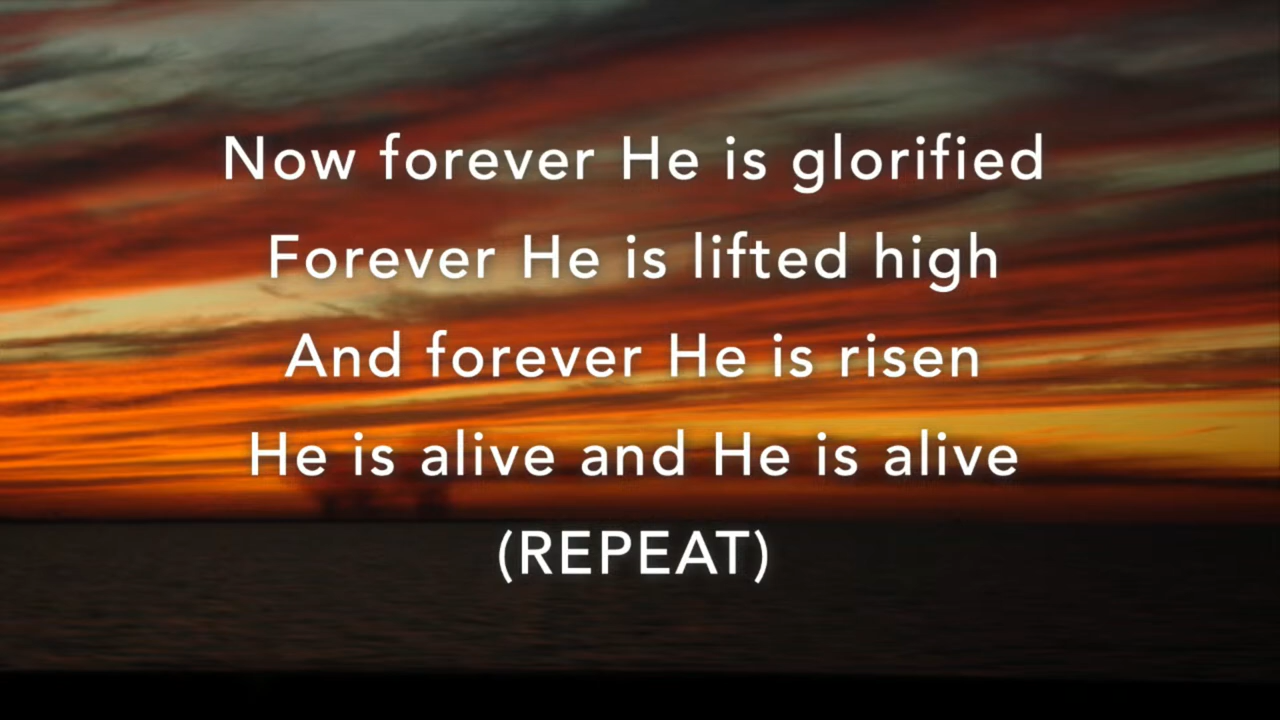 Now forever He is glorified
Forever He is lifted high
And forever He is risen
He is alive and He is alive
(REPEAT)